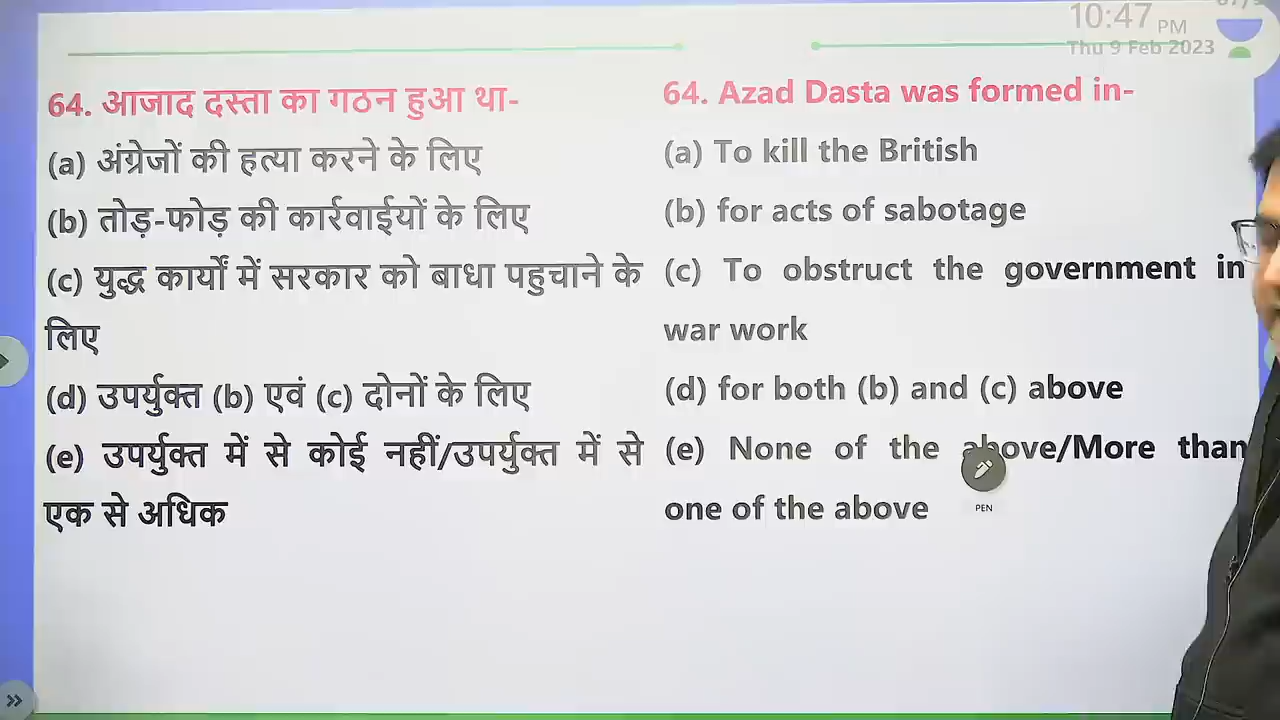 10:47 PM
Thu 9 Feb 2023
64. आजाद दस्ता का गठन हुआ था-
(a) अंग्रेजों की हत्या करने के लिए
(b) तोड़-फोड़ की कार्रवाईयों के लिए
(c) युद्ध कार्यों में सरकार को बाधा पहुचाने के
लिए
(d) उपर्युक्त (b) एवं (c) दोनों के लिए
(e) उपर्युक्त में से कोई नहीं/उपर्युक्त में से
एक से अधिक
64. Azad Dasta was formed in-
(a) To kill the British
(b) for acts of sabotage
(c) To obstruct the government in
war work
(d) for both (b) and (c) above
(e) None of the above/More than
one of the above
PEN